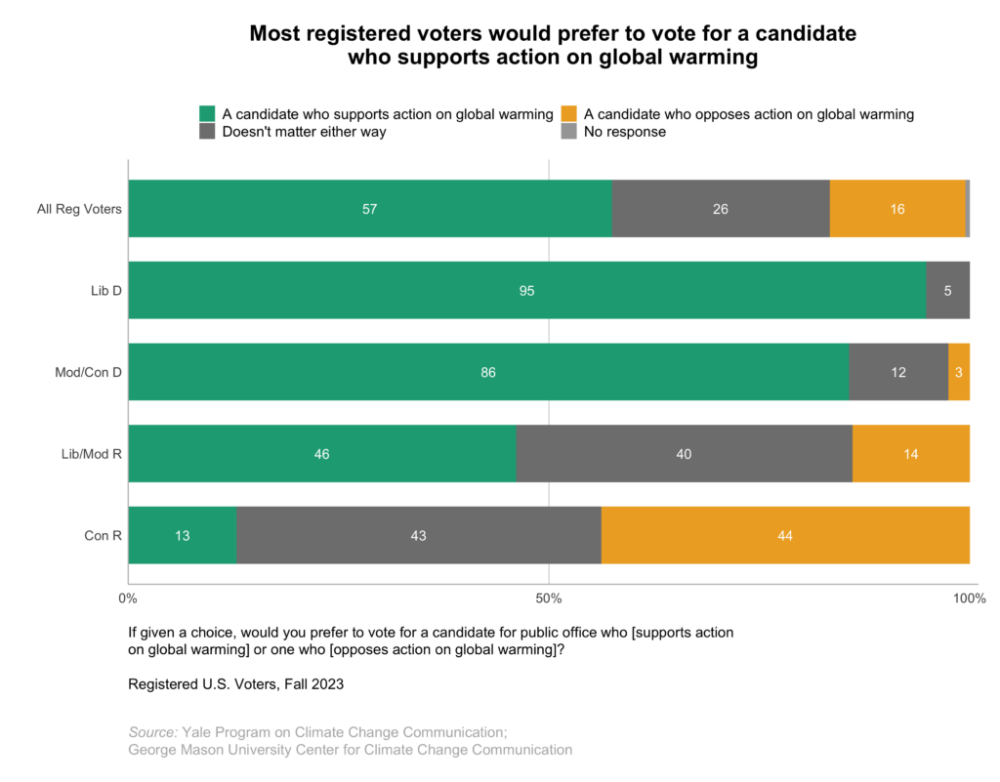 Most registered voters would prefer to vote for a candidate
who supports action on global warming
A candidate who supports action on global warming
A candidate who opposes action on global warming
Doesn't matter either way
No response
All Reg Voters
57
26
16
Lib D
95
5
Mod/Con D
86
12
3
Lib/Mod R
46
40
14
Con R
13
43
44
0%
50%
100%
If given a choice, would you prefer to vote for a candidate for public office who [supports action
on global warming] or one who [opposes action on global warming]?
Registered U.S. Voters, Fall 2023
Source: Yale Program on Climate Change Communication;
George Mason University Center for Climate Change Communication